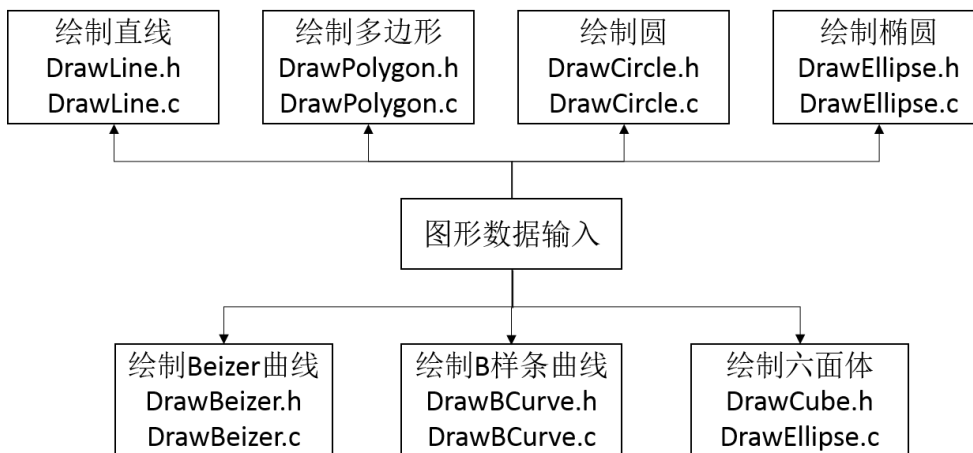 绘制直线
DrawLine.h
DrawLine.c
绘制多边形
DrawPolygon.h
DrawPolygon.c
绘制圆
DrawCircle.h
DrawCircle.c
绘制椭圆
DrawEllipse.h
DrawEllipse.c
图形数据输入
绘制Beizer曲线
DrawBeizer.h
DrawBeizer.c
绘制B样条曲线
DrawBCurve.h
DrawBCurve.c
绘制六面体
DrawCube.h
DrawEllipse.c